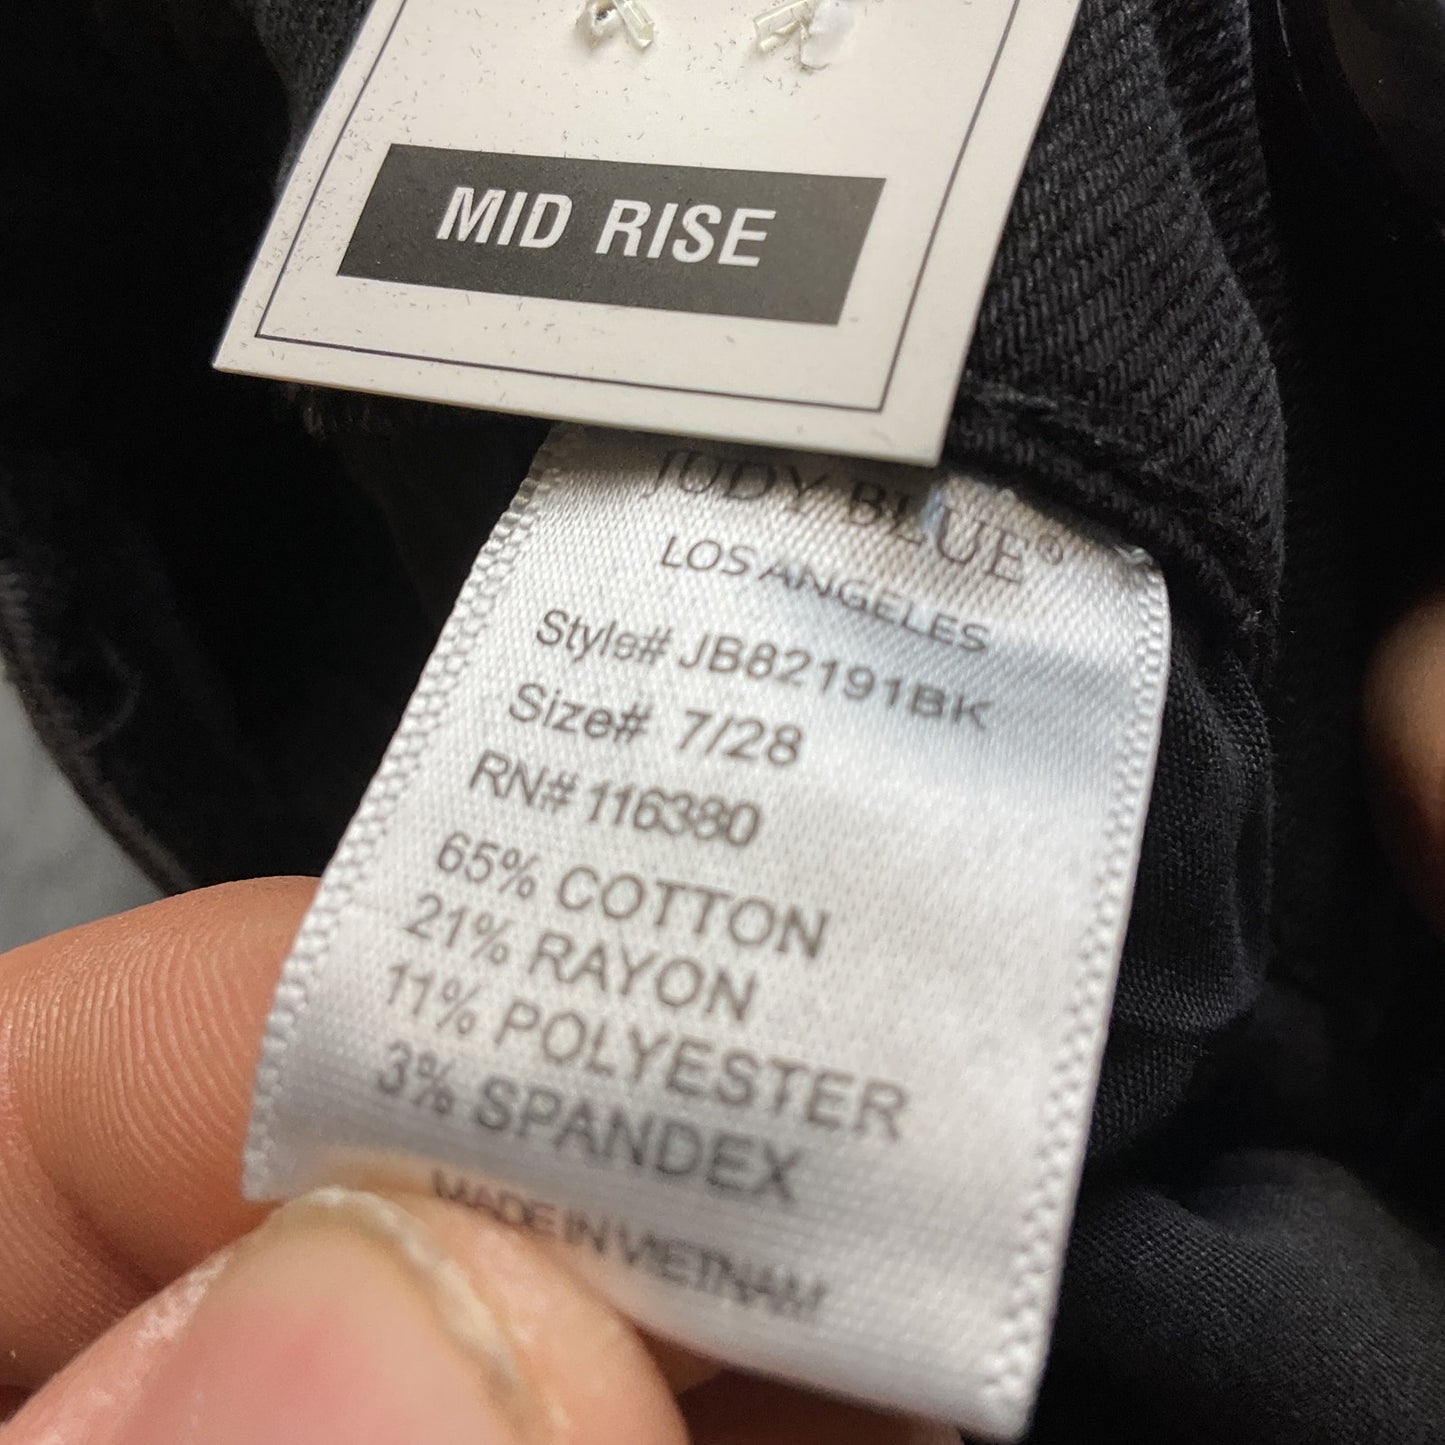 MID RISE
JUDY BLUE®
LOS ANGELES
Style# JB82191BK
Size# 7/28
RN# 116380
65% COTTON
21% RAYON
11% POLYESTER
3% SPANDEX
MADE IN VIETNAM